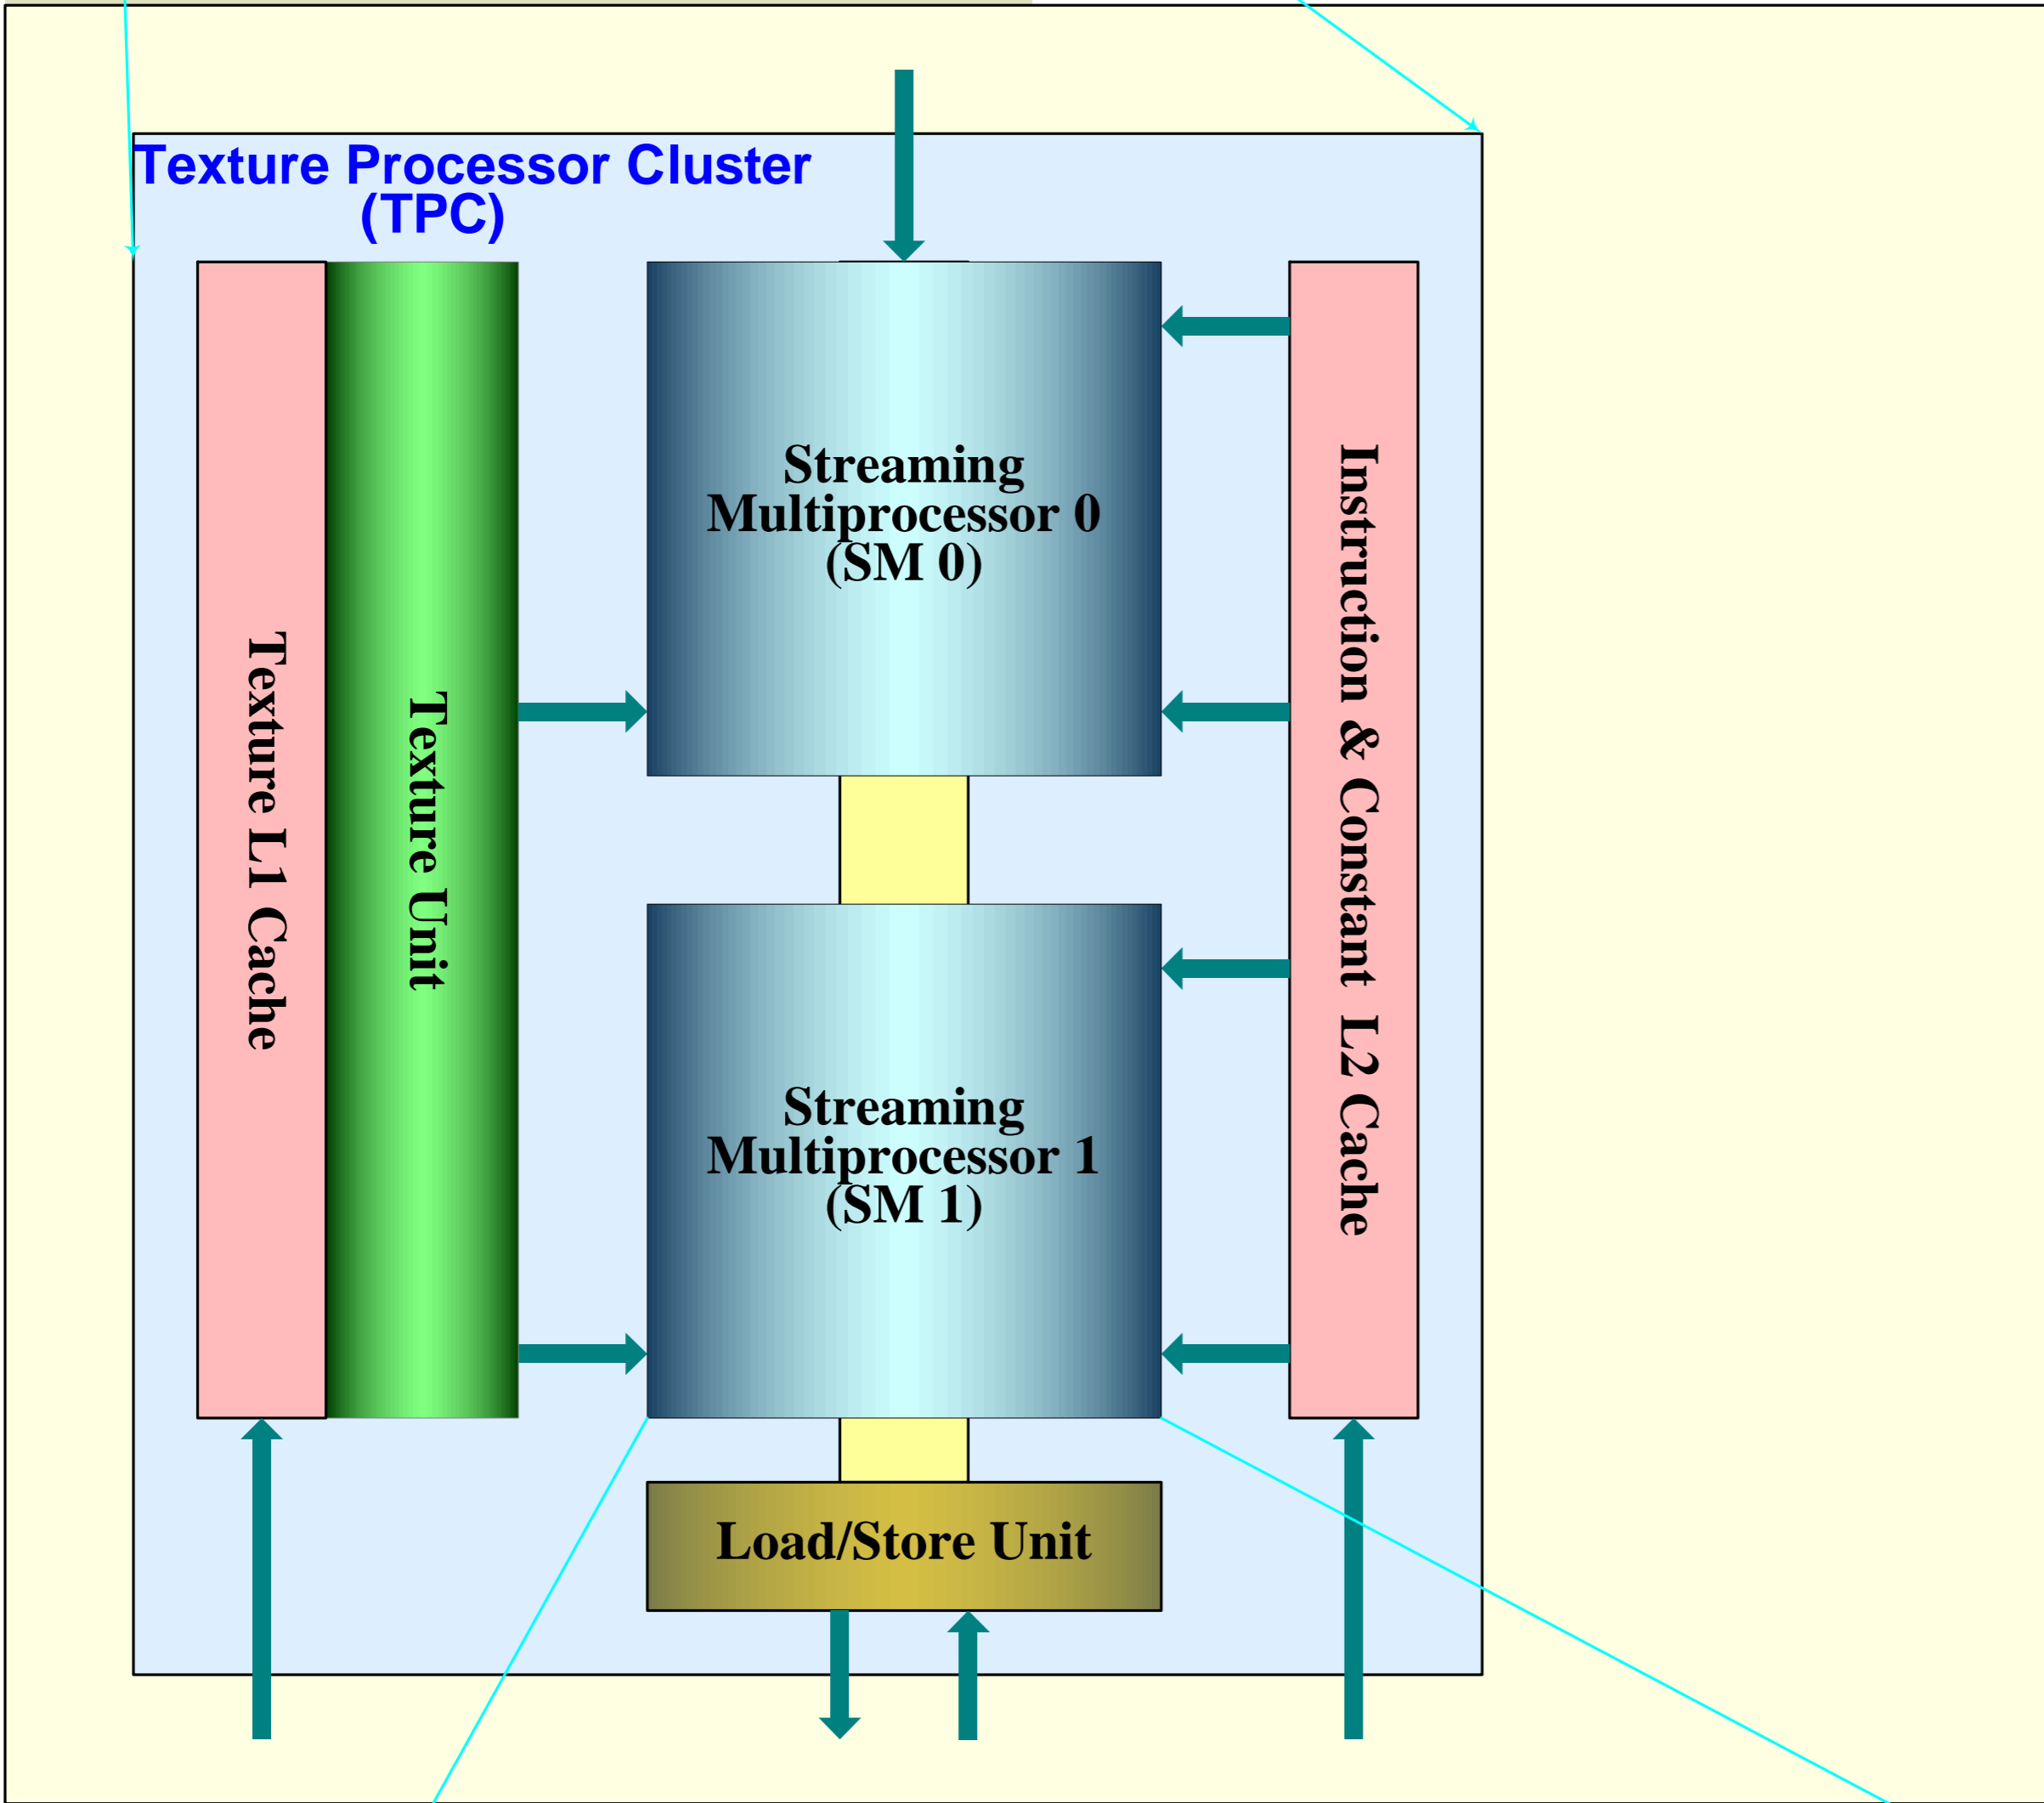 Texture Processor Cluster
(TPC)
Texture L1 Cache
Texture Unit
Streaming
Multiprocessor 0
(SM 0)
Streaming
Multiprocessor 1
(SM 1)
Instruction & Constant L2 Cache
Load/Store Unit